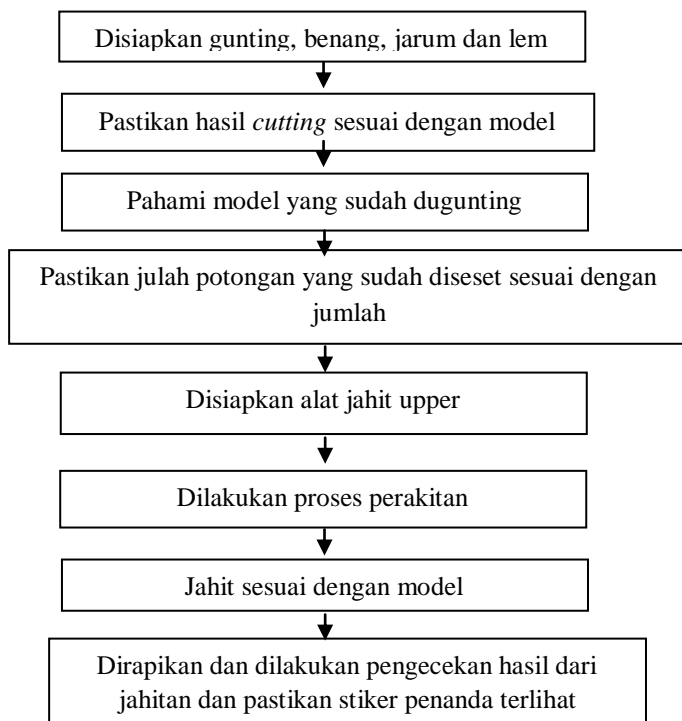 Disiapkan gunting, benang, jarum dan lem
Pastikan hasil cutting sesuai dengan model
Pahami model yang sudah dugunting
Pastikan julah potongan yang sudah diseset sesuai dengan
jumlah
Disiapkan alat jahit upper
Dilakukan proses perakitan
Jahit sesuai dengan model
Dirapikan dan dilakukan pengecekan hasil dari
jahitan dan pastikan stiker penanda terlihat